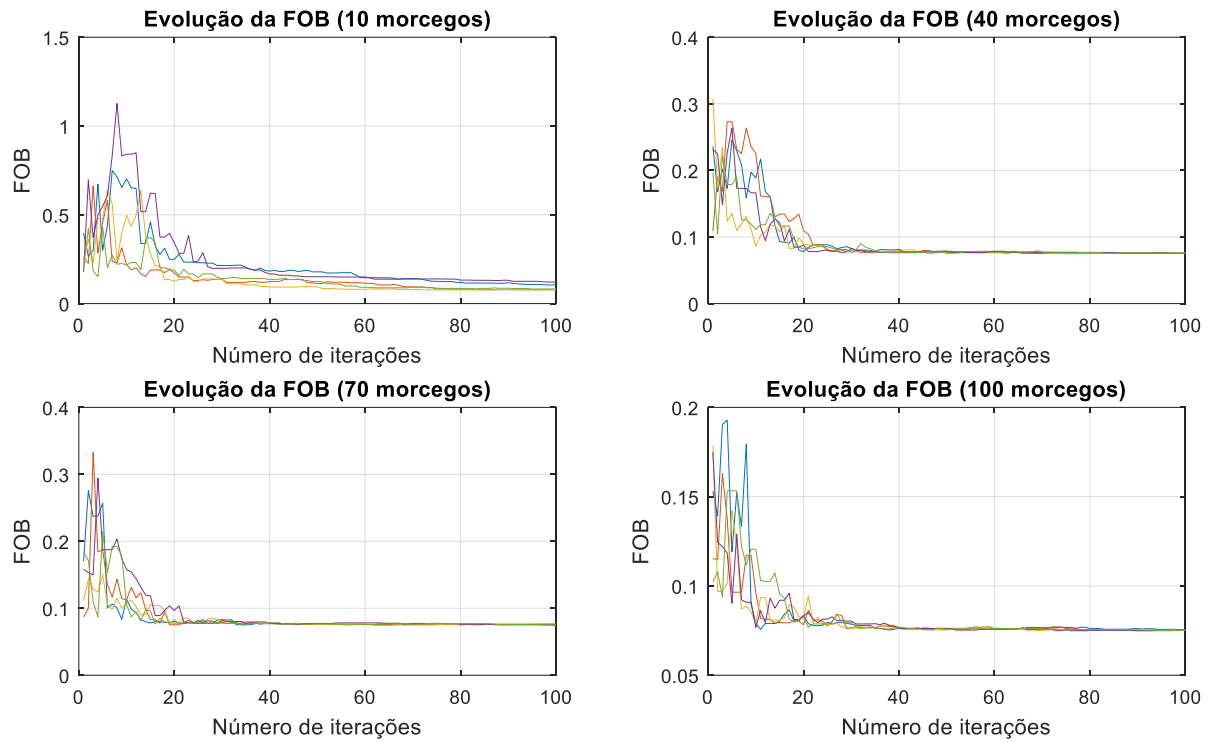 Evolução da FOB (10 morcegos)
1.5
1
0.5
0
FOB
0 20 40 60 80 100
Número de iterações
Evolução da FOB (40 morcegos)
0.4
0.3
0.2
0.1
0
FOB
0 20 40 60 80 100
Número de iterações
Evolução da FOB (70 morcegos)
0.4
0.3
0.2
0.1
0
FOB
0 20 40 60 80 100
Número de iterações
Evolução da FOB (100 morcegos)
0.2
0.15
0.1
0.05
FOB
0 20 40 60 80 100
Número de iterações